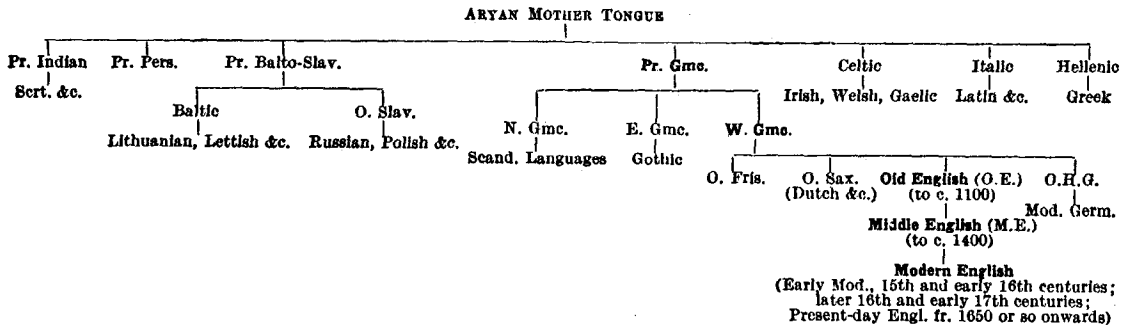 ARYAN MOTHER TONGUE
Pr. Indian Pr. Pers. Pr. Balto-Slav. Pr. Gmc. Celtic Italic Hellenic
Scrt. &c. Irish, Welsh, Gaelic Latin &c. Greek
Baltic O. Slav.
Lithuanian, Lettish &c. Russian, Polish &c.
N. Gmc. E. Gmc. W. Gmc.
Scand. Languages Gothic
O. Fris. O. Sax. Old English (O.E.) O.H.G.
(Dutch &c.) (to c. 1100)
Mod. Germ.
Middle English (M.E.)
(to c. 1400)
Modern English
(Early Mod., 15th and early 16th centuries;
later 16th and early 17th centuries;
Present-day Engl. fr. 1650 or so onwards)